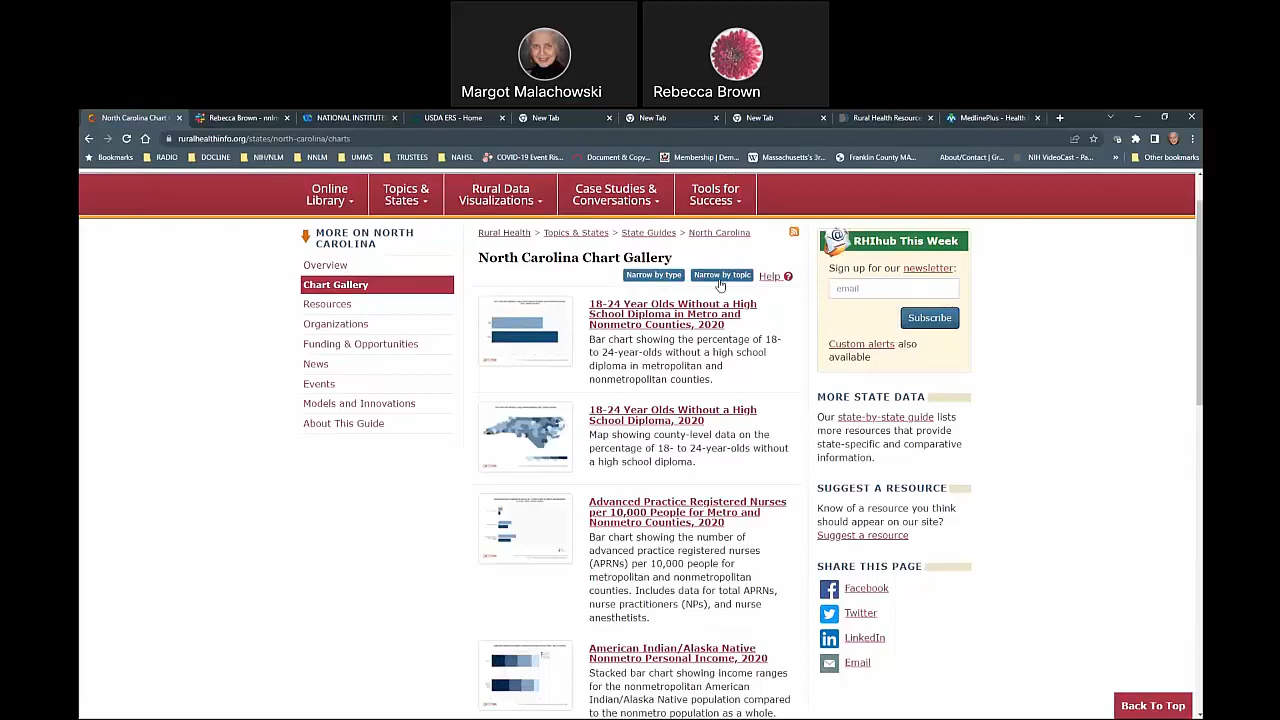 Margot Malachowski
Rebecca Brown
North Carolina Chart
Rebecca Brown - nnlm
NATIONAL INSTITUTE
USDA ERS - Home
New Tab
New Tab
New Tab
Rural Health Resource
MedlinePlus - Health
ruralhealthinfo.org/states/north-carolina/charts
Bookmarks
RADIO
DOCLINE
NIH/NLM
NNLM
UMMS
TRUSTEES
NAHSL
COVID-19 Event Ris...
Document & Copy...
Membership | Dem...
Massachusetts's 3r...
Franklin County MA...
About/Contact | Gr...
NIH VideoCast - Pa...
»
Other bookmarks
Online Library
Topics & States
Rural Data Visualizations
Case Studies & Conversations
Tools for Success
MORE ON NORTH
CAROLINA
Overview
Chart Gallery
Resources
Organizations
Funding & Opportunities
News
Events
Models and Innovations
About This Guide
Rural Health > Topics & States > State Guides > North Carolina
North Carolina Chart Gallery
Narrow by type
Narrow by topic
Help ?
18-24 Year Olds Without a High
School Diploma in Metro and
Nonmetro Counties, 2020
Bar chart showing the percentage of 18-
to 24-year-olds without a high school
diploma in metropolitan and
nonmetropolitan counties.
18-24 Year Olds Without a High
School Diploma, 2020
Map showing county-level data on the
percentage of 18- to 24-year-olds without
a high school diploma.
Advanced Practice Registered Nurses
per 10,000 People for Metro and
Nonmetro Counties, 2020
Bar chart showing the number of
advanced practice registered nurses
(APRNs) per 10,000 people for
metropolitan and nonmetropolitan
counties. Includes data for total APRNs,
nurse practitioners (NPs), and nurse
anesthetists.
American Indian/Alaska Native
Nonmetro Personal Income, 2020
Stacked bar chart showing income ranges
for the nonmetropolitan American
Indian/Alaska Native population compared
to the nonmetro population as a whole.
RHIhub This Week
Sign up for our newsletter:
email
Subscribe
Custom alerts also
available
MORE STATE DATA
Our state-by-state guide lists
more resources that provide
state-specific and comparative
information.
SUGGEST A RESOURCE
Know of a resource you think
should appear on our site?
Suggest a resource
SHARE THIS PAGE
Facebook
Twitter
LinkedIn
Email
Back To Top